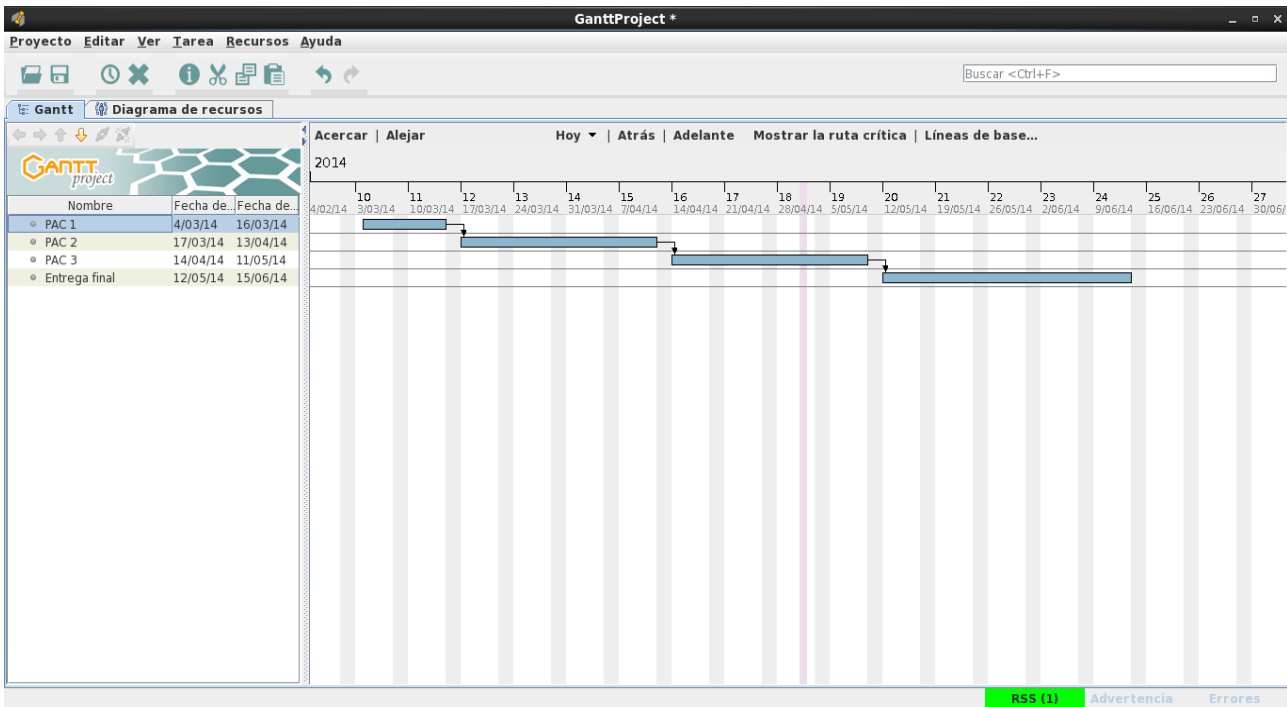 GanttProject *
Proyecto Editar Ver Tarea Recursos Ayuda
Buscar <Ctrl+F>
Gantt Diagrama de recursos
Acercar | Alejar Hoy | Atrás | Adelante Mostrar la ruta crítica | Líneas de base...
GANTT project
2014
10 11 12 13 14 15 16 17 18 19 20 21 22 23 24 25 26 27
4/02/14 3/03/14 10/03/14 17/03/14 24/03/14 31/03/14 7/04/14 14/04/14 21/04/14 28/04/14 5/05/14 12/05/14 19/05/14 26/05/14 2/06/14 9/06/14 16/06/14 23/06/14 30/06/
Nombre Fecha de... Fecha de...
PAC 1 4/03/14 16/03/14
PAC 2 17/03/14 13/04/14
PAC 3 14/04/14 11/05/14
Entrega final 12/05/14 15/06/14
RSS (1) Advertencia Errores